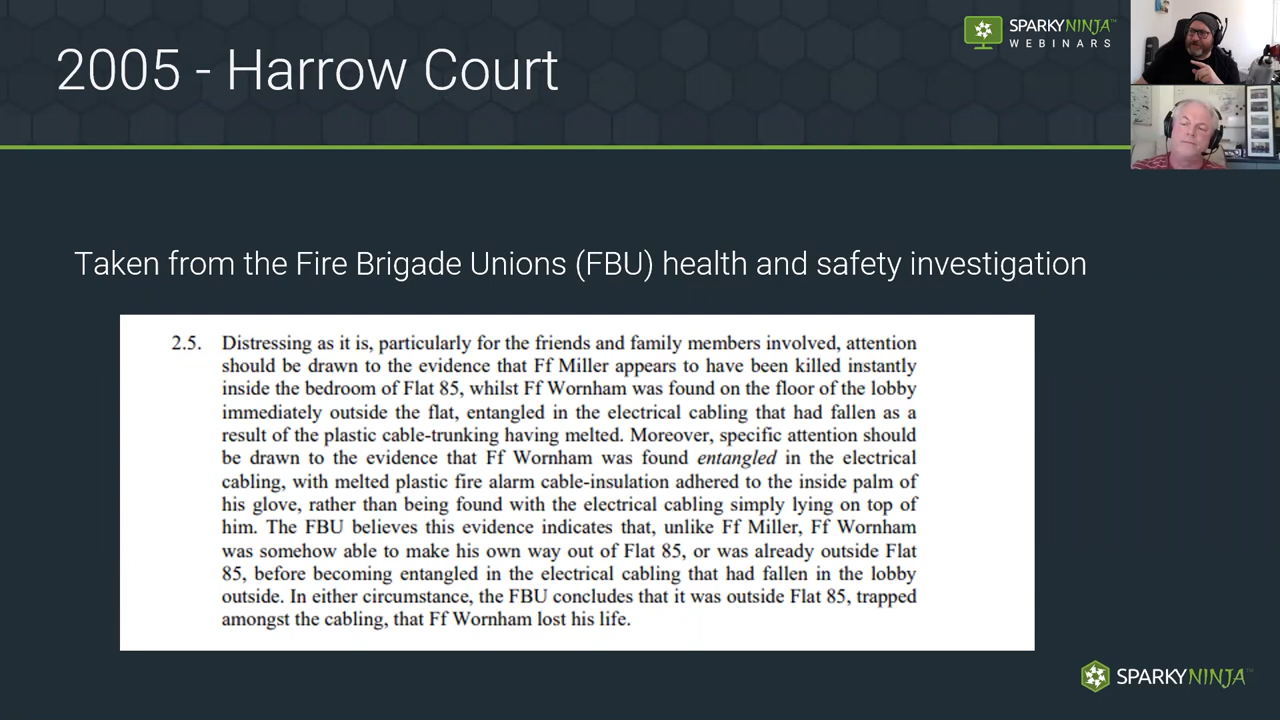 2005 - Harrow Court
SPARKYNINJA™
WEBINARS
Taken from the Fire Brigade Unions (FBU) health and safety investigation
2.5. Distressing as it is, particularly for the friends and family members involved, attention
should be drawn to the evidence that Ff Miller appears to have been killed instantly
inside the bedroom of Flat 85, whilst Ff Wornham was found on the floor of the lobby
immediately outside the flat, entangled in the electrical cabling that had fallen as a
result of the plastic cable-trunking having melted. Moreover, specific attention should
be drawn to the evidence that Ff Wornham was found entangled in the electrical
cabling, with melted plastic fire alarm cable-insulation adhered to the inside palm of
his glove, rather than being found with the electrical cabling simply lying on top of
him. The FBU believes this evidence indicates that, unlike Ff Miller, Ff Wornham
was somehow able to make his own way out of Flat 85, or was already outside Flat
85, before becoming entangled in the electrical cabling that had fallen in the lobby
outside. In either circumstance, the FBU concludes that it was outside Flat 85, trapped
amongst the cabling, that Ff Wornham lost his life.
SPARKYNINJA™